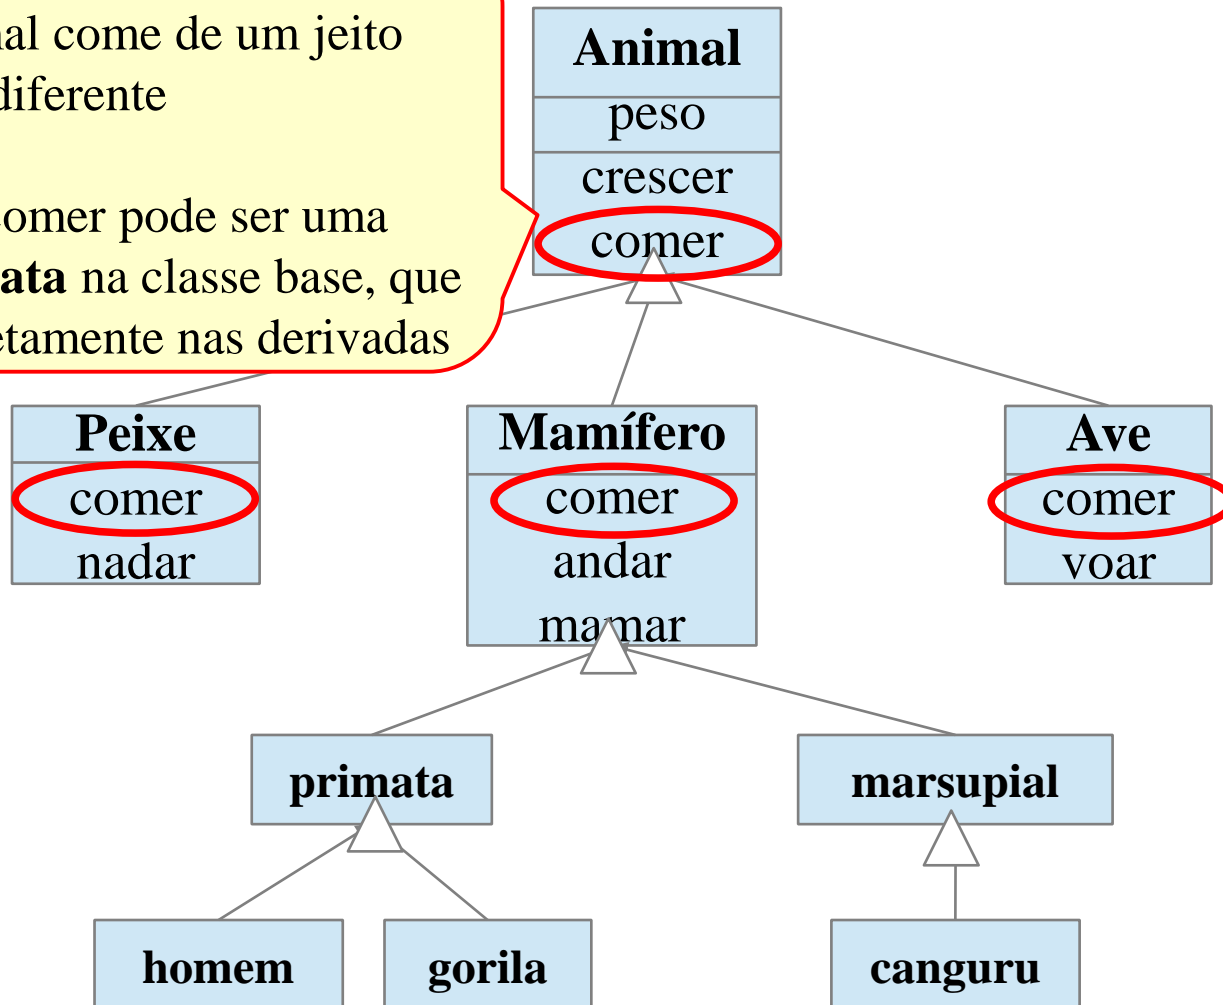 al come de um jeito
diferente
comer pode ser uma
ata na classe base, que
etamente nas derivadas
Animal
peso
crescer
comer
Peixe
comer
nadar
Mamífero
comer
andar
mamar
Ave
comer
voar
primata
marsupial
homem
gorila
canguru